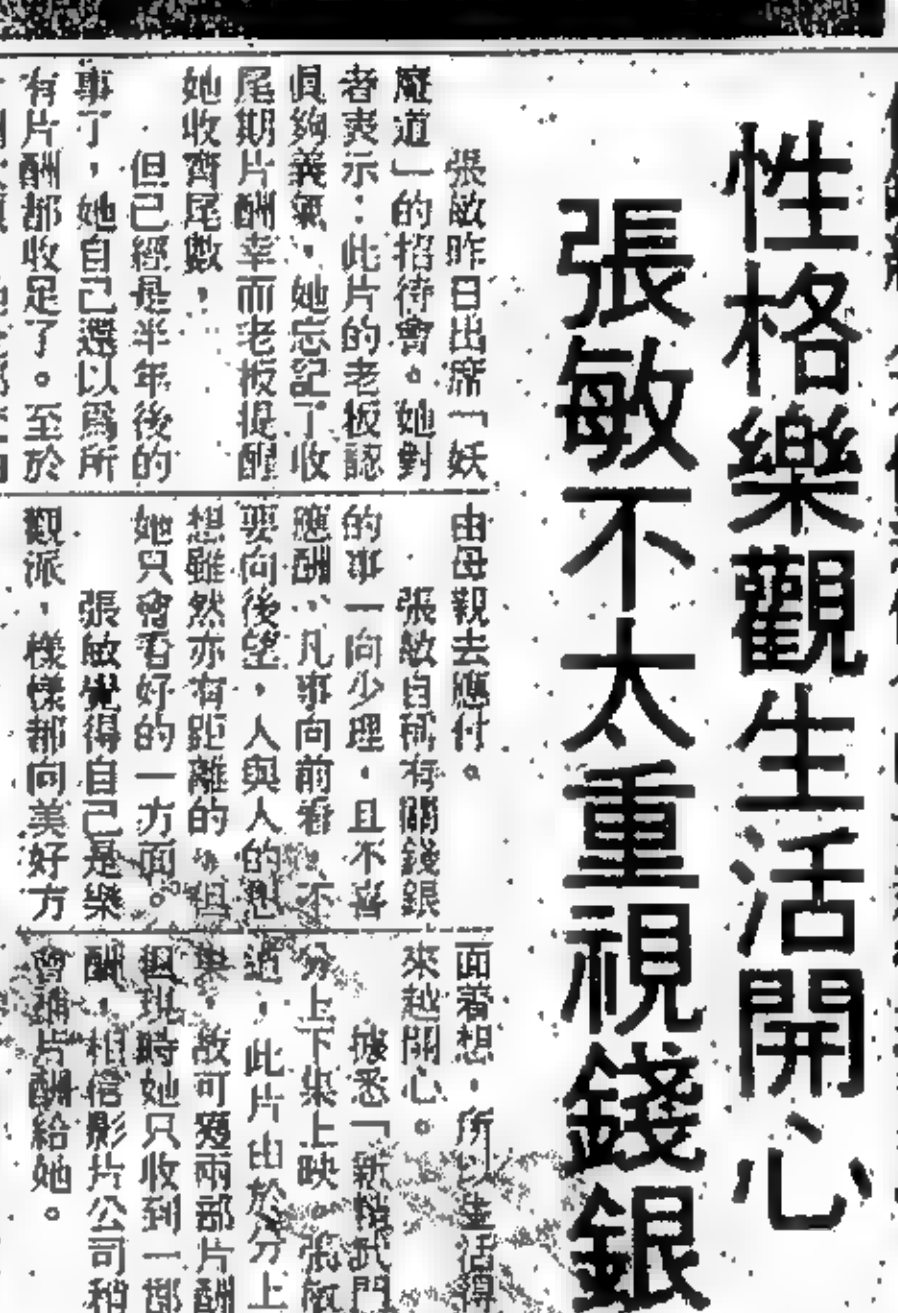 性格樂觀生活開心
張敏不太重視錢銀
張敏昨日出席「妖
魔道」的招待會。她對
者表示：此片的老板認
真夠義氣，她忘記了收
尾期片酬幸而老板提醒
她收齊尾數，
但已經是半年後的
事了，她自己還以爲所
有片酬都收足了。至於
由母親去應付。
張敏自稱有關錢銀
的事一向少理，且不喜
應酬、凡事向前看，不
要向後望，人與人的思
想雖然亦有距離的，但
她只會看好的一方面。
張敏覺得自己是樂
觀派，樣樣都向美好方
面着想，所以生活得
來越開心。
據悉「新精武門
分上下集上映，張敏
，此片由於分上
，故可獲兩部片酬
但現時她只收到一部
酬，相信影片公司稍
會補片酬給她。